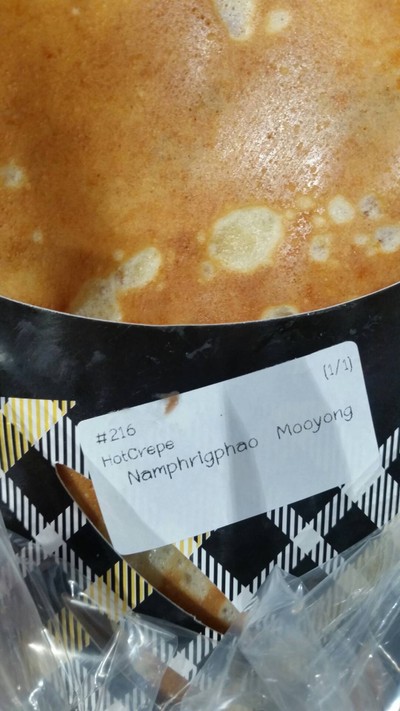 (1/1)
#216
HotCrepe
Namphrigphao Mooyong